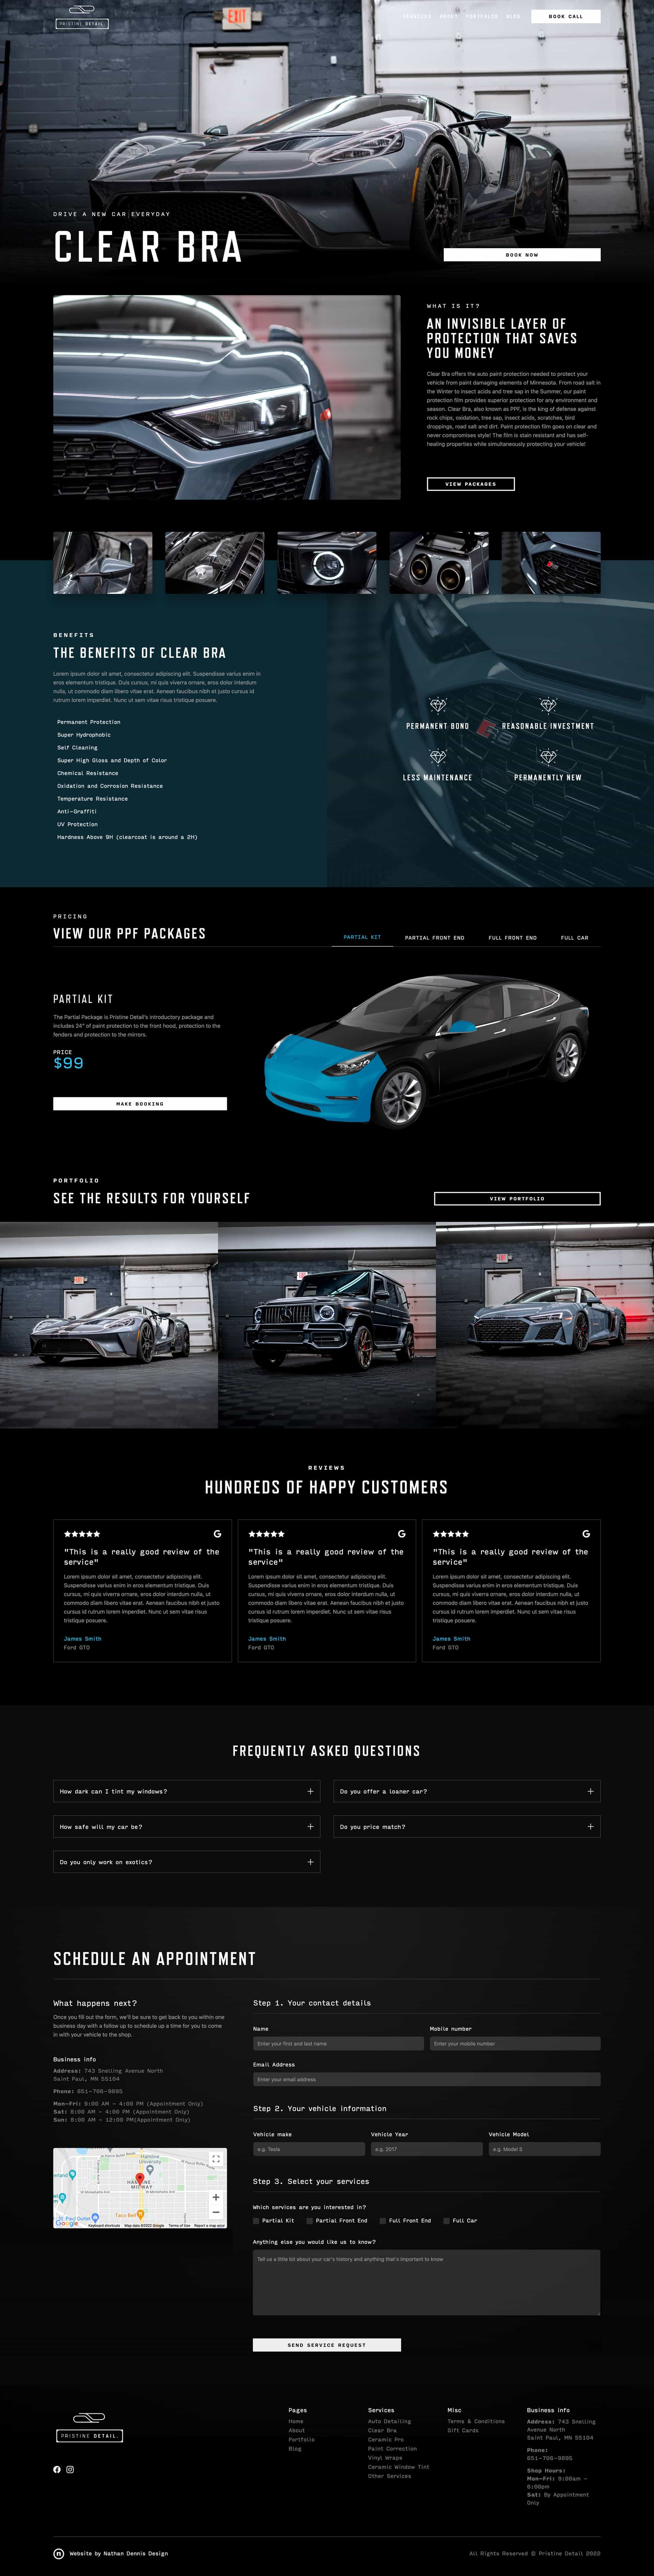 EXIT
PRISTINE DETAIL.
SERVICES ABOUT PORTFOLIO BLOG
BOOK CALL
DRIVE A NEW CAR EVERYDAY
CLEAR BRA
BOOK NOW
WHAT IS IT?
AN INVISIBLE LAYER OF
PROTECTION THAT SAVES
YOU MONEY
Clear Bra offers the auto paint protection needed to protect your
vehicle from paint damaging elements of Minnesota. From road salt in
the Winter to insect acids and tree sap in the Summer, our paint
protection film provides superior protection for any environment and
season. Clear Bra, also known as PPF, is the king of defense against
rock chips, oxidation, tree sap, insect acids, scratches, bird
droppings, road salt and dirt. Paint protection film goes on clear and
never compromises style! The film is stain resistant and has self-
healing properties while simultaneously protecting your vehicle!
VIEW PACKAGES
BENEFITS
THE BENEFITS OF CLEAR BRA
Lorem ipsum dolor sit amet, consectetur adipiscing elit. Suspendisse varius enim in
eros elementum tristique. Duis cursus, mi quis viverra ornare, eros dolor interdum
nulla, ut commodo diam libero vitae erat. Aenean faucibus nibh et justo cursus id
rutrum lorem imperdiet. Nunc ut sem vitae risus tristique posuere.
Permanent Protection
Super Hydrophobic
Self Cleaning
Super High Gloss and Depth of Color
Chemical Resistance
Oxidation and Corrosion Resistance
Temperature Resistance
Anti-Graffiti
UV Protection
Hardness Above 9H (clearcoat is around a 2H)
PERMANENT BOND
REASONABLE INVESTMENT
LESS MAINTENANCE
PERMANENTLY NEW
PRICING
VIEW OUR PPF PACKAGES
PARTIAL KIT
PARTIAL FRONT END
FULL FRONT END
FULL CAR
PARTIAL KIT
The Partial Package is Pristine Detail's introductory package and
includes 24" of paint protection to the front hood, protection to the
fenders and protection to the mirrors.
PRICE
$99
MAKE BOOKING
PORTFOLIO
SEE THE RESULTS FOR YOURSELF
VIEW PORTFOLIO
REVIEWS
HUNDREDS OF HAPPY CUSTOMERS
"This is a really good review of the
service"
Lorem ipsum dolor sit amet, consectetur adipiscing elit.
Suspendisse varius enim in eros elementum tristique. Duis
cursus, mi quis viverra ornare, eros dolor interdum nulla, ut
commodo diam libero vitae erat. Aenean faucibus nibh et justo
cursus id rutrum lorem imperdiet. Nunc ut sem vitae risus
tristique posuere.
James Smith
Ford GTO
"This is a really good review of the
service"
Lorem ipsum dolor sit amet, consectetur adipiscing elit.
Suspendisse varius enim in eros elementum tristique. Duis
cursus, mi quis viverra ornare, eros dolor interdum nulla, ut
commodo diam libero vitae erat. Aenean faucibus nibh et justo
cursus id rutrum lorem imperdiet. Nunc ut sem vitae risus
tristique posuere.
James Smith
Ford GTO
"This is a really good review of the
service"
Lorem ipsum dolor sit amet, consectetur adipiscing elit.
Suspendisse varius enim in eros elementum tristique. Duis
cursus, mi quis viverra ornare, eros dolor interdum nulla, ut
commodo diam libero vitae erat. Aenean faucibus nibh et justo
cursus id rutrum lorem imperdiet. Nunc ut sem vitae risus
tristique posuere.
James Smith
Ford GTO
FREQUENTLY ASKED QUESTIONS
How dark can I tint my windows?
Do you offer a loaner car?
How safe will my car be?
Do you price match?
Do you only work on exotics?
SCHEDULE AN APPOINTMENT
What happens next?
Once you fill out the form, we'll be sure to get back to you within one
business day with a follow up to schedule up a time for you to come
in with your vehicle to the shop.
Business info
Address: 743 Snelling Avenue North
Saint Paul, MN 55104
Phone: 651-706-9895
Mon-Fri: 9:00 AM - 4:00 PM (Appointment Only)
Sat: 8:00 AM - 4:00 PM (Appointment Only)
Sun: 8:00 AM - 12:00 PM(Appointment Only)
Hamline
University
HAMLINE
MIDWAY
Taco Bell
Google
Keyboard shortcuts Map data ©2022 Google Terms of Use Report a map error
Step 1. Your contact details
Name
Mobile number
Enter your first and last name
Enter your mobile number
Email Address
Enter your email address
Step 2. Your vehicle information
Vehicle make
Vehicle Year
Vehicle Model
e.g. Tesla
e.g. 2017
e.g. Model S
Step 3. Select your services
Which services are you interested in?
Partial Kit
Partial Front End
Full Front End
Full Car
Anything else you would like us to know?
Tell us a little bit about your car's history and anything that's important to know
SEND SERVICE REQUEST
PRISTINE DETAIL.
Pages
Home
About
Portfolio
Blog
Services
Auto Detailing
Clear Bra
Ceramic Pro
Paint Correction
Vinyl Wraps
Ceramic Window Tint
Other Services
Misc
Terms & Conditions
Gift Cards
Business Info
Address: 743 Snelling
Avenue North
Saint Paul, MN 55104
Phone:
651-706-9895
Shop Hours:
Mon-Fri: 9:00am -
6:00pm
Sat: By Appointment
Only
Website by Nathan Dennis Design
All Rights Reserved © Pristine Detail 2022